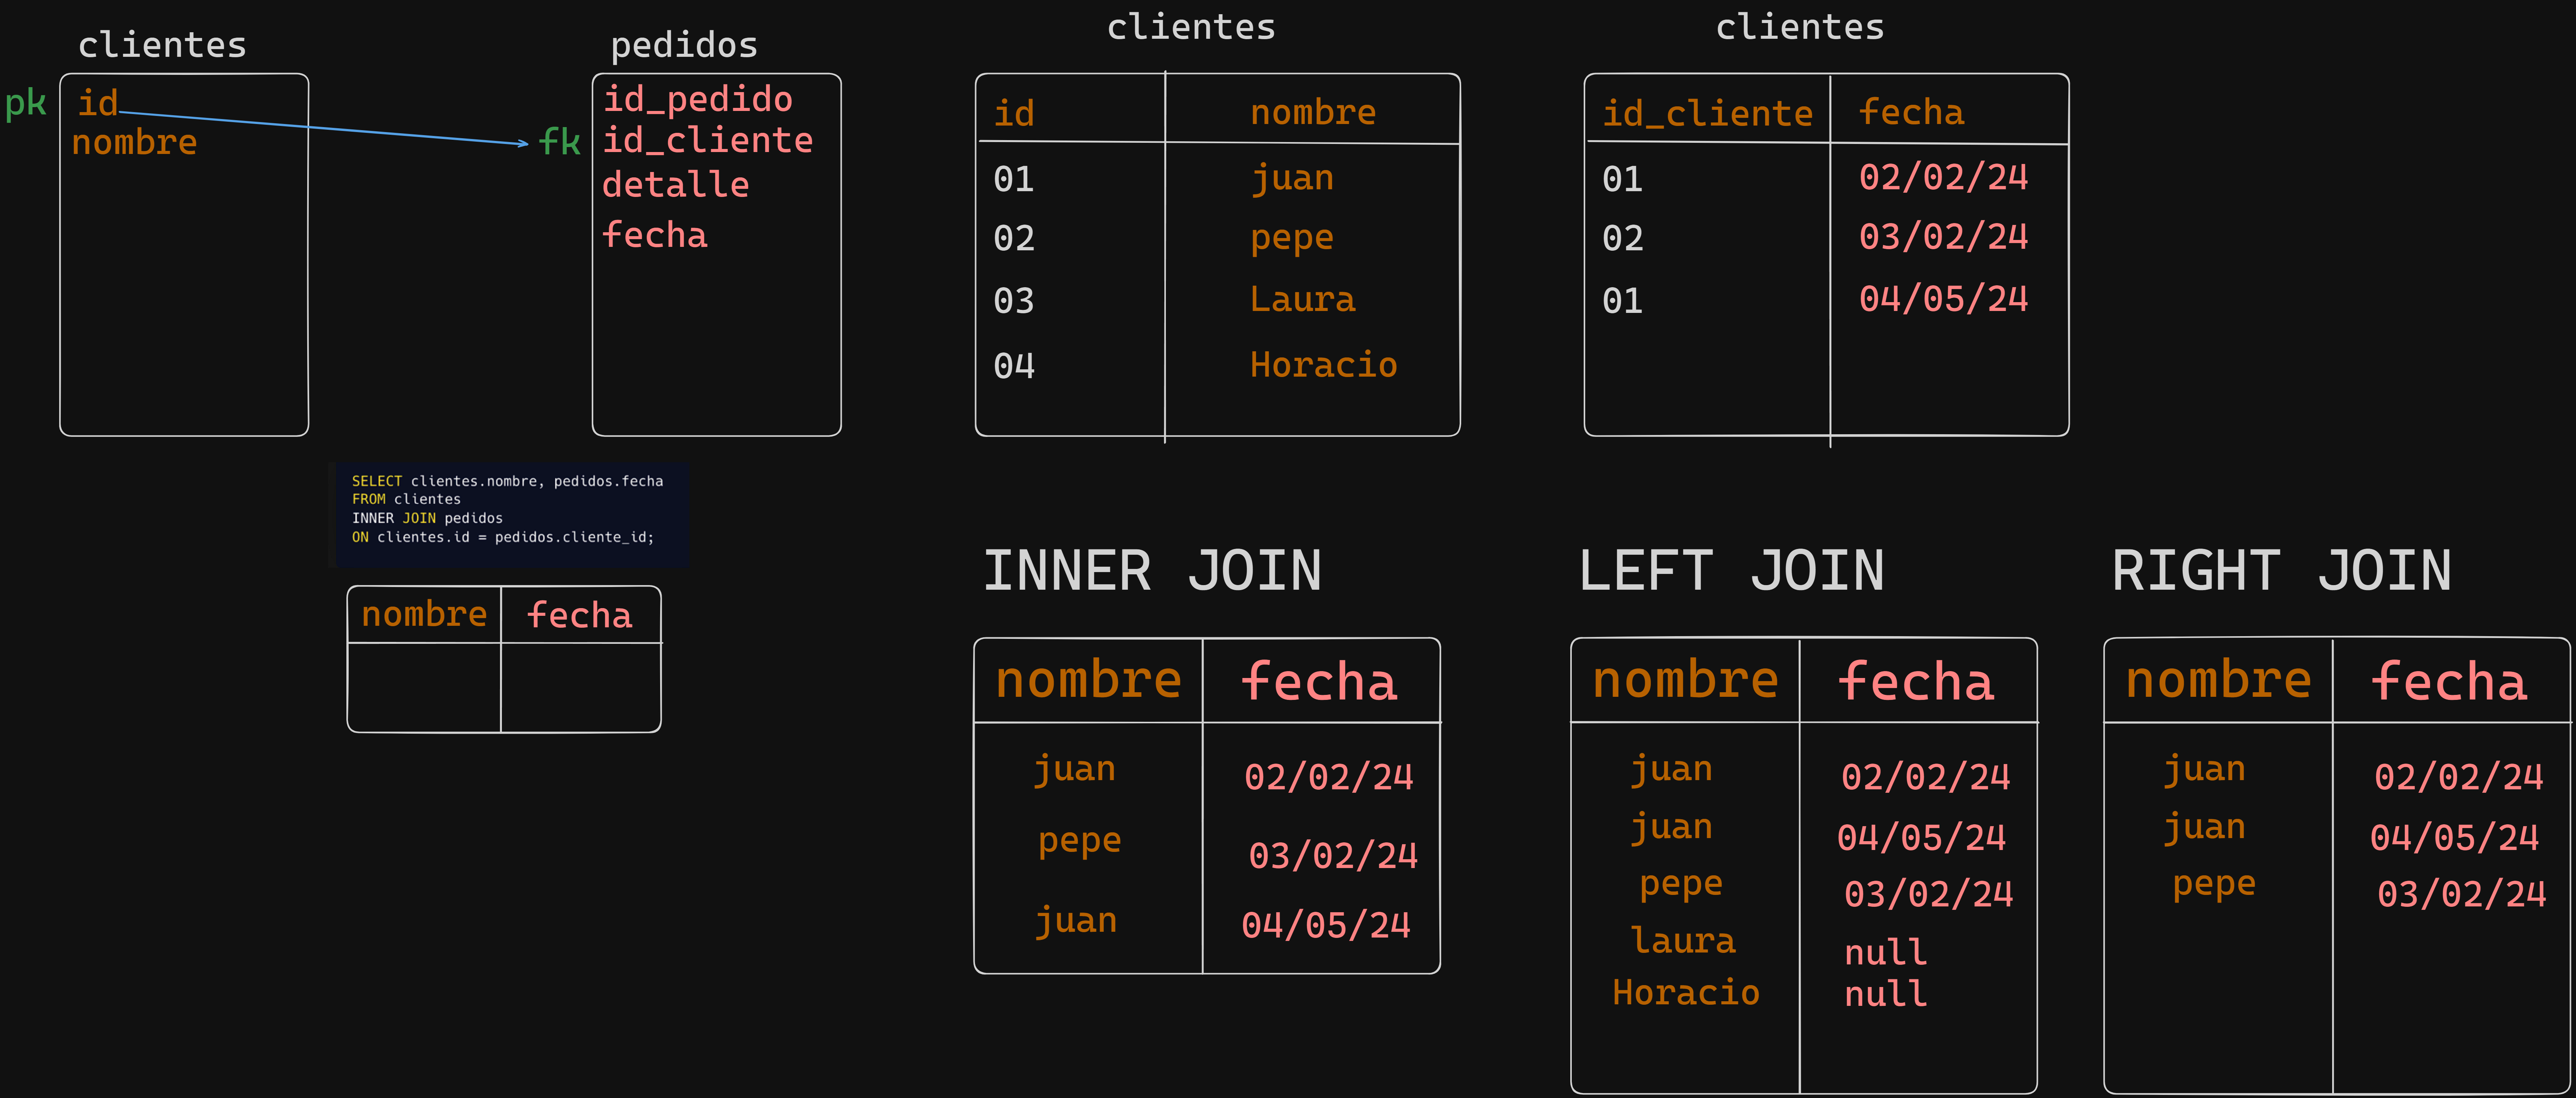 clientes
pk id
nombre
pedidos
id_pedido
fk id_cliente
detalle
fecha
clientes
id nombre
01 juan
02 pepe
03 Laura
04 Horacio
clientes
id_cliente fecha
01 02/02/24
02 03/02/24
01 04/05/24
SELECT clientes.nombre, pedidos.fecha
FROM clientes
INNER JOIN pedidos
ON clientes.id = pedidos.cliente_id;
nombre fecha
INNER JOIN
nombre fecha
juan 02/02/24
pepe 03/02/24
juan 04/05/24
LEFT JOIN
nombre fecha
juan 02/02/24
juan 04/05/24
pepe 03/02/24
laura null
Horacio null
RIGHT JOIN
nombre fecha
juan 02/02/24
juan 04/05/24
pepe 03/02/24